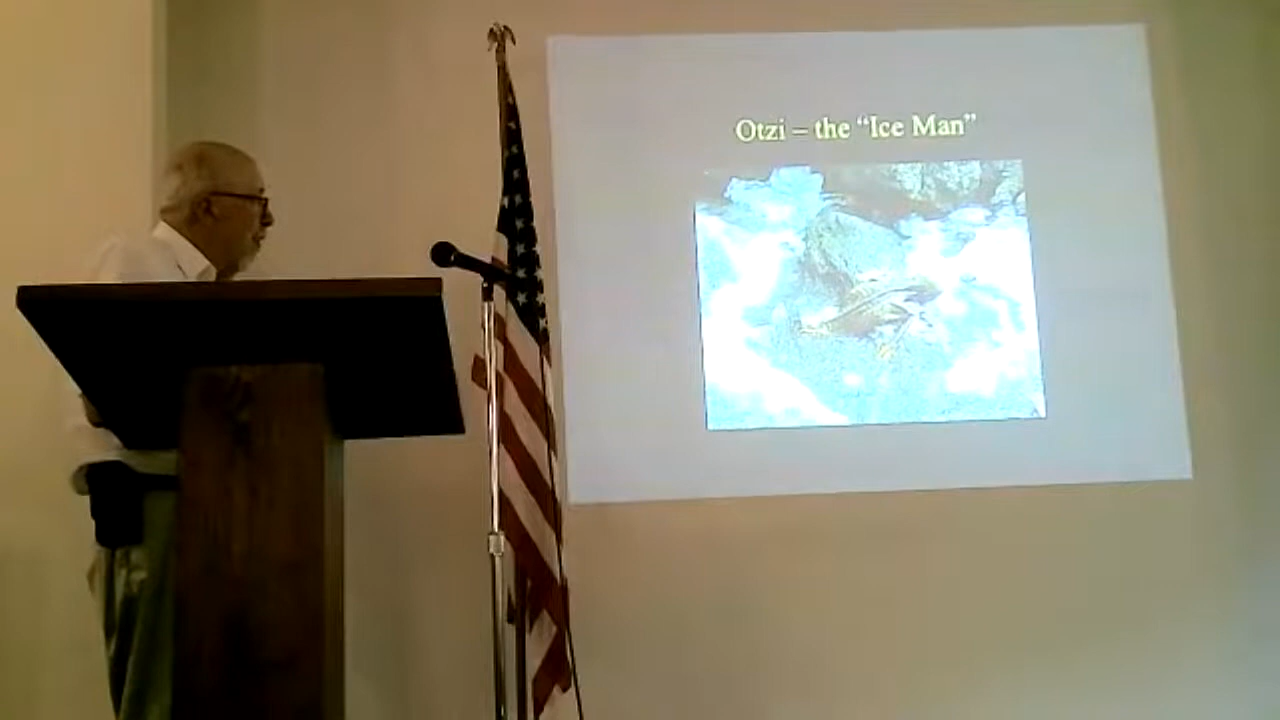 Otzi – the “Ice Man”